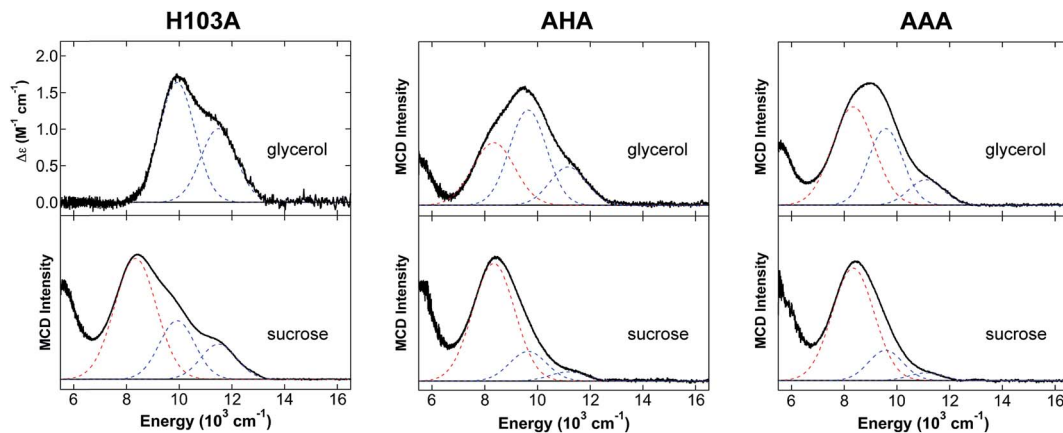 H103A AHA AAA
2.0
1.5
1.0
0.5
0.0
Δε (M⁻¹ cm⁻¹)
glycerol
MCD Intensity
glycerol
MCD Intensity
glycerol
MCD Intensity
sucrose
MCD Intensity
sucrose
MCD Intensity
sucrose
6 8 10 12 14 16
6 8 10 12 14 16
6 8 10 12 14 16
Energy (10³ cm⁻¹)
Energy (10³ cm⁻¹)
Energy (10³ cm⁻¹)